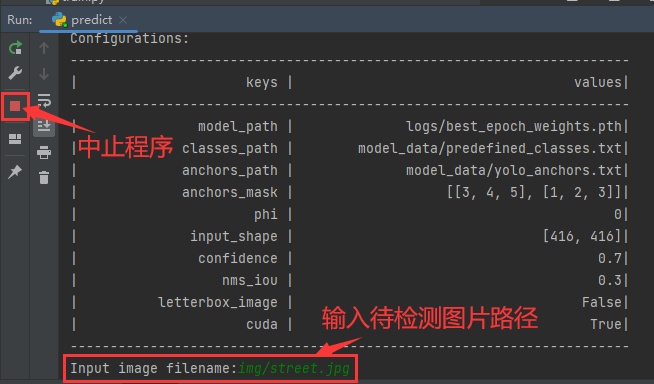 Run:
predict ×
Configurations:
----------------------------------------------------------------------
| keys | values|
----------------------------------------------------------------------
| model_path | logs/best_epoch_weights.pth|
| classes_path | model_data/predefined_classes.txt|
| anchors_path | model_data/yolo_anchors.txt|
| anchors_mask | [[3, 4, 5], [1, 2, 3]]|
| phi | 0|
| input_shape | [416, 416]|
| confidence | 0.7|
| nms_iou | 0.3|
| letterbox_image | False|
| cuda | True|
----------------------------------------------------------------------
Input image filename:img/street.jpg
中止程序
输入待检测图片路径